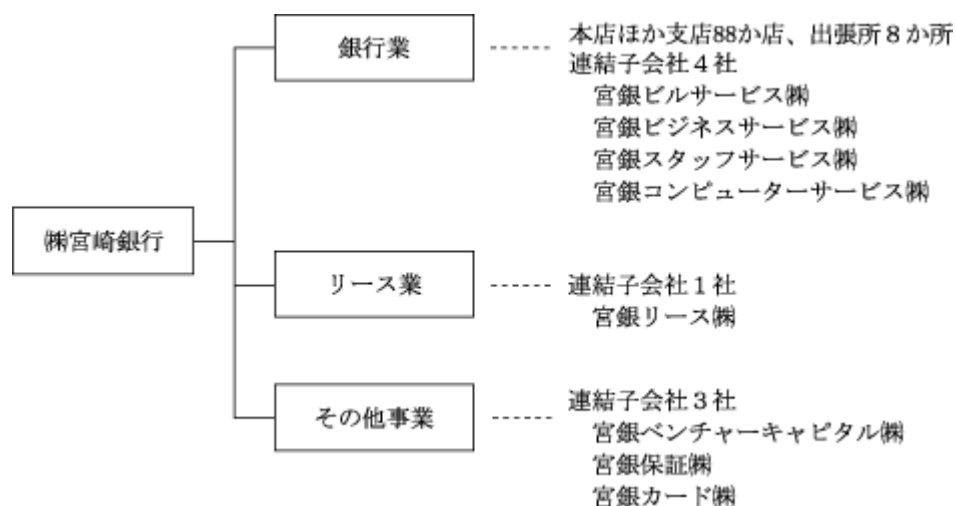 銀行業
本店ほか支店88か店、出張所８か所
連結子会社４社
宮銀ビルサービス㈱
宮銀ビジネスサービス㈱
宮銀スタッフサービス㈱
宮銀コンピューターサービス㈱
㈱宮崎銀行
リース業
連結子会社１社
宮銀リース㈱
その他事業
連結子会社３社
宮銀ベンチャーキャピタル㈱
宮銀保証㈱
宮銀カード㈱